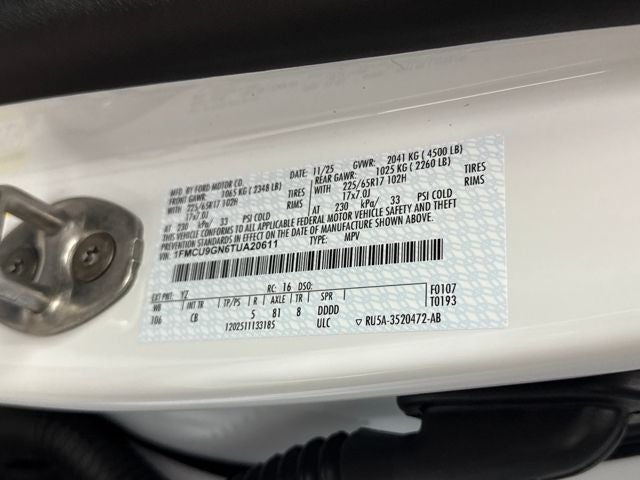 MFD. BY FORD MOTOR CO. 11/25 GVWR: 2041 KG ( 4500 LB)
FRONT GAWR: 1065 KG ( 2348 LB) REAR GAWR: 1025 KG ( 2260 LB)
WITH 225/65R17 102H TIRES WITH 225/65R17 102H TIRES
17x7.0J RIMS 17x7.0J RIMS
AT 230 kPa/ 33 PSI COLD AT 230 kPa/ 33 PSI COLD
THIS VEHICLE CONFORMS TO ALL APPLICABLE FEDERAL MOTOR VEHICLE SAFETY AND THEFT
PREVENTION STANDARDS IN EFFECT ON THE DATE OF MANUFACTURE SHOWN ABOVE.
VIN: 1FMCU9GN6TUA20611 TYPE: MPV
EXT PNT: YZ RC: 16 DSO: F0107
WB INT TR TP/PS R AXLE TR SPR T0193
106 CB 5 81 8 DDDD
1202511133185 ULC ▽ RU5A-3520472-AB